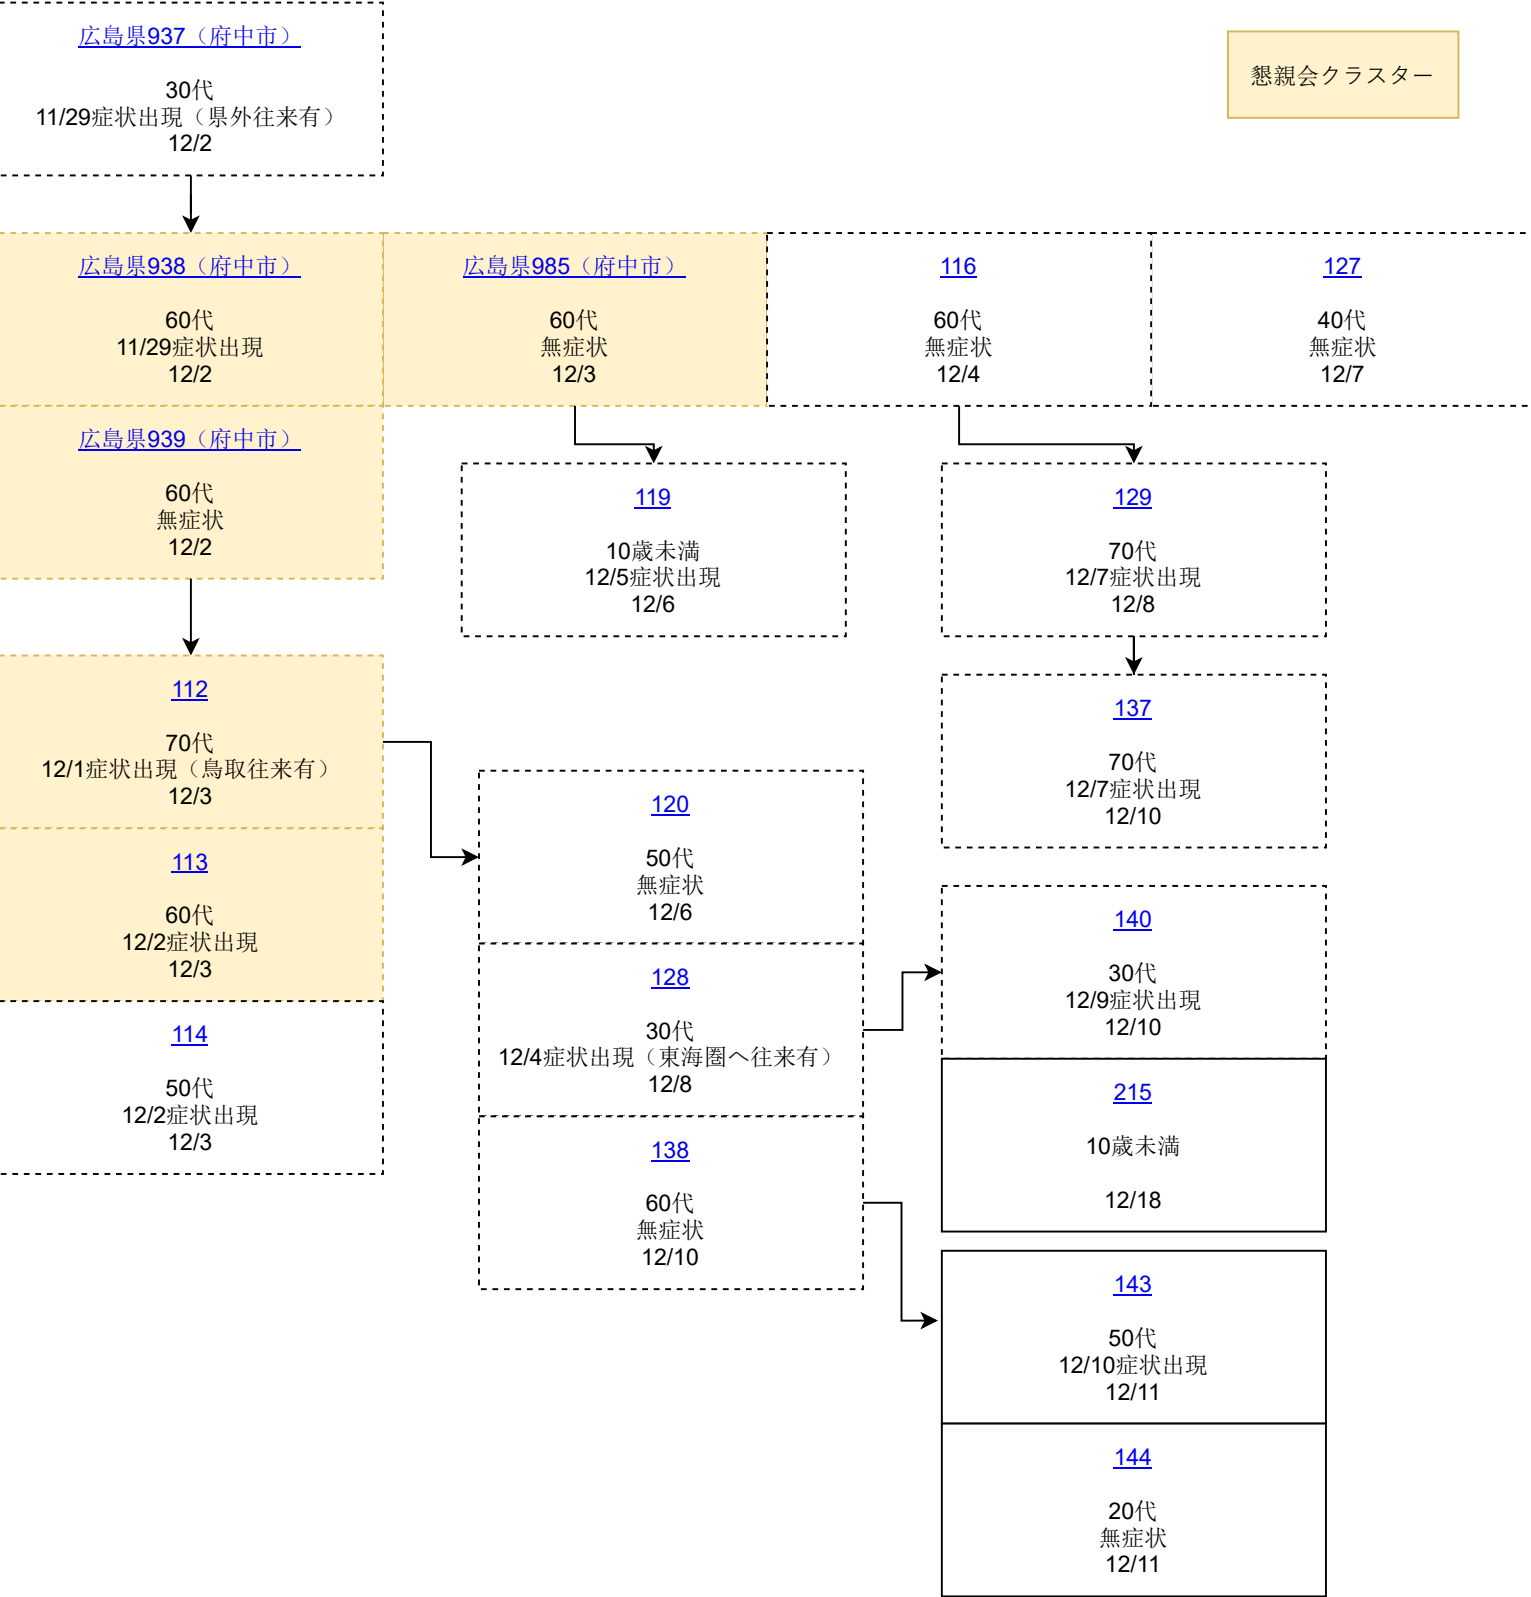 広島県937（府中市）
30代
11/29症状出現（県外往来有）
12/2
懇親会クラスター
広島県938（府中市）
60代
11/29症状出現
12/2
広島県985（府中市）
60代
無症状
12/3
116
60代
無症状
12/4
127
40代
無症状
12/7
広島県939（府中市）
60代
無症状
12/2
119
10歳未満
12/5症状出現
12/6
129
70代
12/7症状出現
12/8
112
70代
12/1症状出現（鳥取往来有）
12/3
137
70代
12/7症状出現
12/10
113
60代
12/2症状出現
12/3
120
50代
無症状
12/6
114
50代
12/2症状出現
12/3
128
30代
12/4症状出現（東海圏へ往来有）
12/8
140
30代
12/9症状出現
12/10
138
60代
無症状
12/10
215
10歳未満
12/18
143
50代
12/10症状出現
12/11
144
20代
無症状
12/11